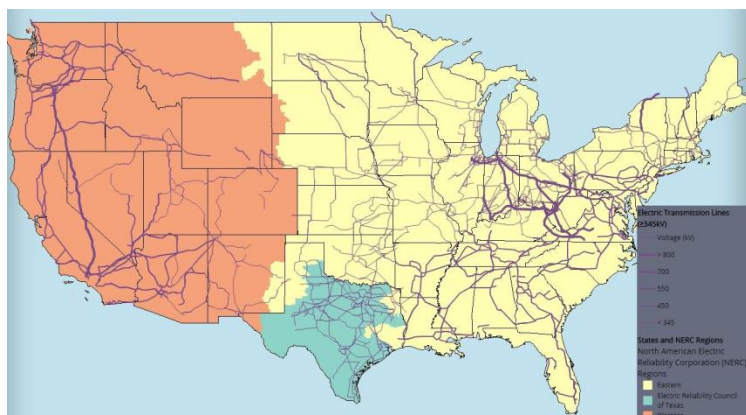 Electric Transmission Lines
(≥345kV)
Voltage (kV)
> 800
700
550
450
< 345
States and NERC Regions
North American Electric
Reliability Corporation (NERC)
Regions
Eastern
Electric Reliability Council
of Texas